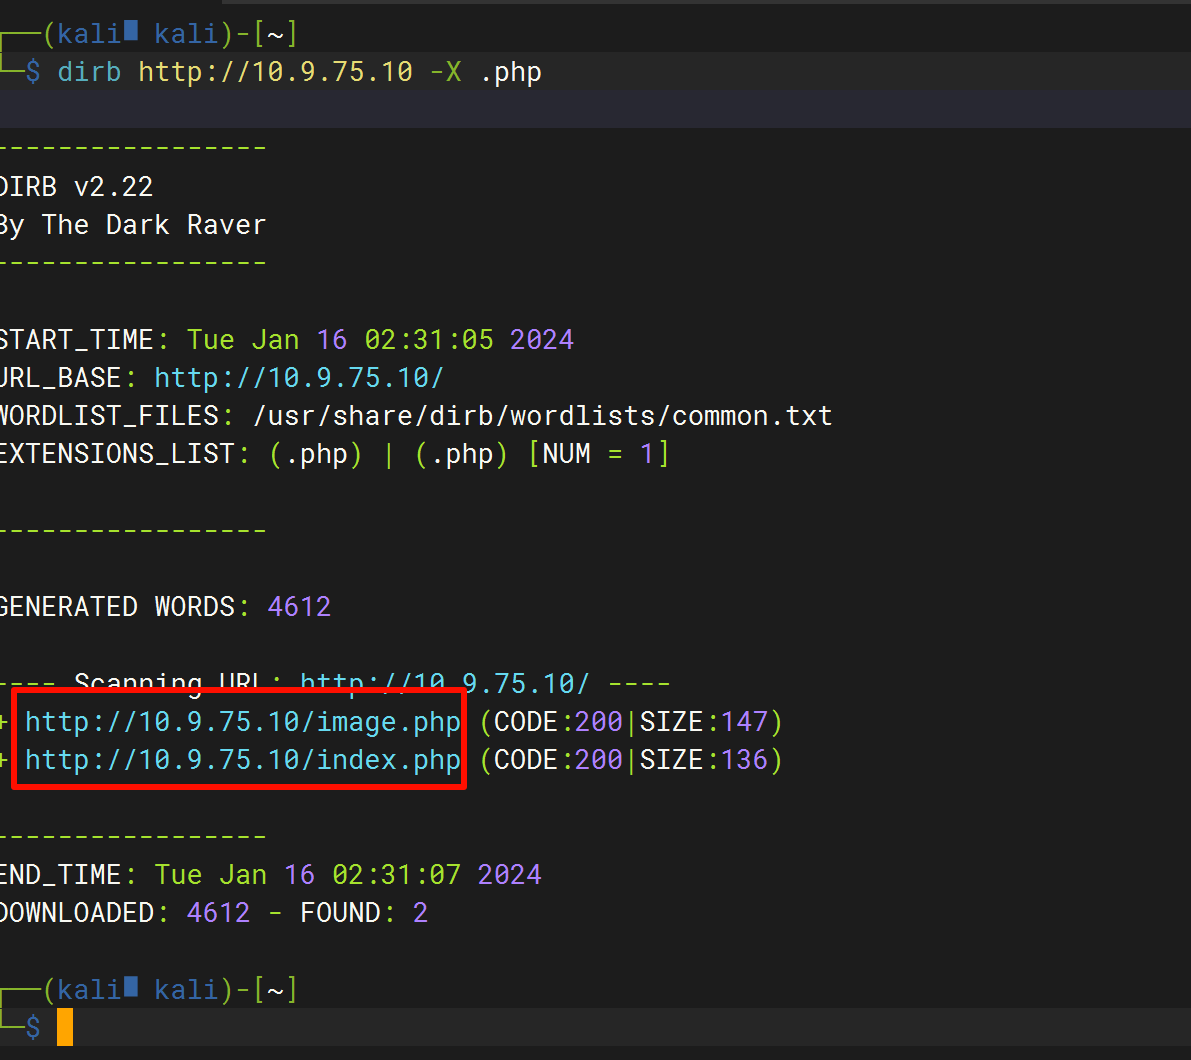 ┌──(kali kali)-[~]
└─$ dirb http://10.9.75.10 -X .php
-----------------
DIRB v2.22
By The Dark Raver
-----------------
START_TIME: Tue Jan 16 02:31:05 2024
URL_BASE: http://10.9.75.10/
WORDLIST_FILES: /usr/share/dirb/wordlists/common.txt
EXTENSIONS_LIST: (.php) | (.php) [NUM = 1]
-----------------
GENERATED WORDS: 4612
---- Scanning URL: http://10.9.75.10/ ----
+ http://10.9.75.10/image.php (CODE:200|SIZE:147)
+ http://10.9.75.10/index.php (CODE:200|SIZE:136)
-----------------
END_TIME: Tue Jan 16 02:31:07 2024
DOWNLOADED: 4612 - FOUND: 2
┌──(kali kali)-[~]
└─$